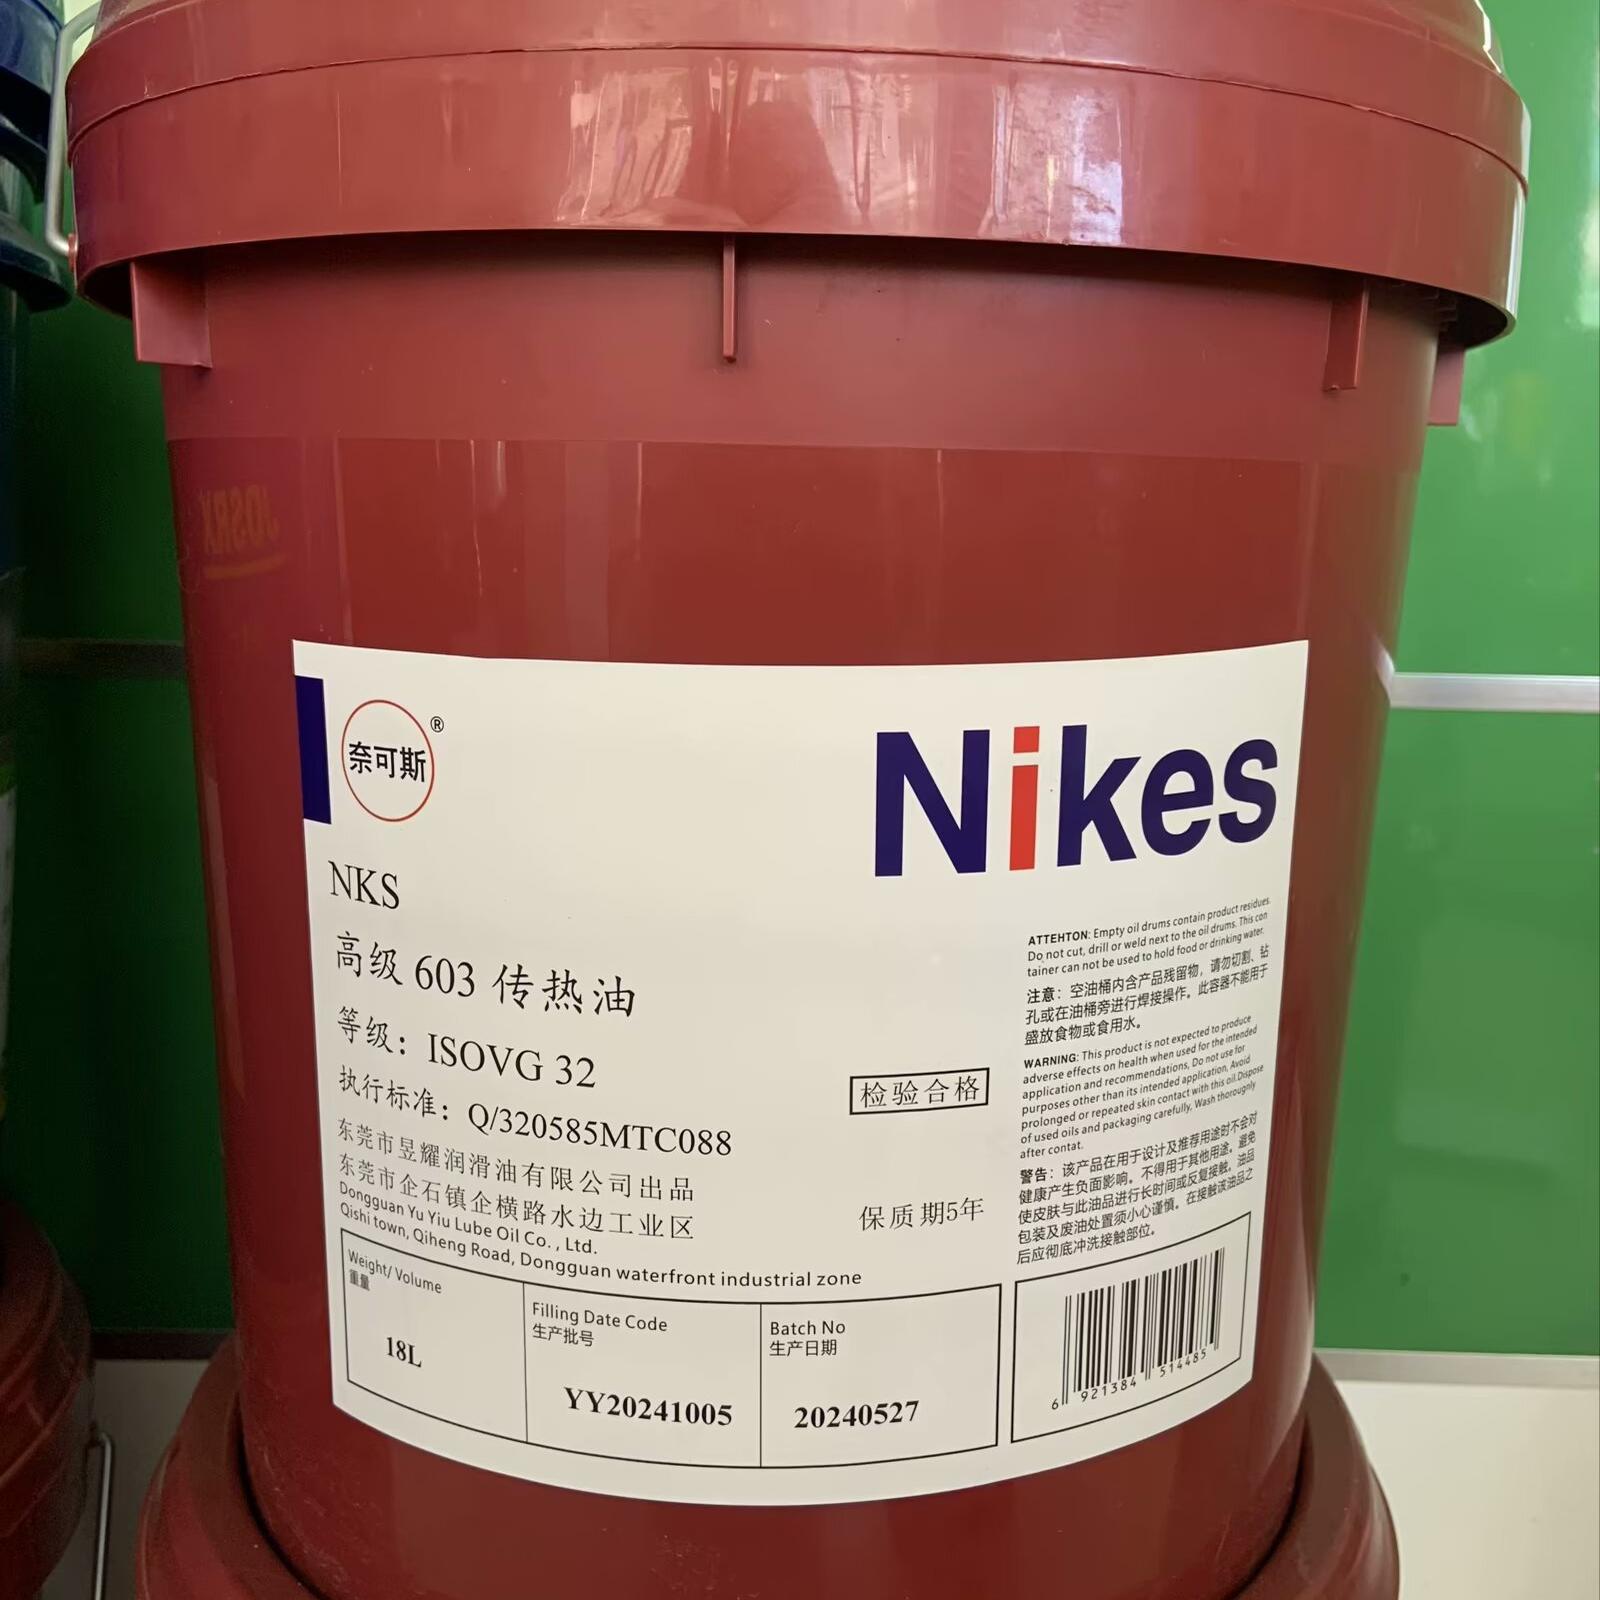 JOSRX
奈可斯®
Nikes
NKS
高级 603 传热油
等级：ISOVG 32
执行标准：Q/320585MTC088
东莞市昱耀润滑油有限公司出品
东莞市企石镇企横路水边工业区
Dongguan Yu Yiu Lube Oil Co. , Ltd.
Qishi town, Qiheng Road, Dongguan waterfront industrial zone
检验合格
保质期5年
ATTEHTON: Empty oil drums contain product residues.
Do not cut, drill or weld next to the oil drums. This con
tainer can not be used to hold food or drinking water.
注意：空油桶内含产品残留物，请勿切割、钻
孔或在油桶旁进行焊接操作。此容器不能用于
盛放食物或食用水。
WARNING: This product is not expected to produce
adverse effects on health when used for the intended
application and recommendations, Do not use for
purposes other than its intended application, Avoid
prolonged or repeated skin contact with this oil.Dispose
of used oils and packaging carefully, Wash thorougnly
after contat.
警告：该产品在用于设计及推荐用途时不会对
健康产生负面影响。不得用于其他用途。避免
使皮肤与此油品进行长时间或反复接触。油品
包装及废油处置须小心谨慎。在接触该油品之
后应彻底冲洗接触部位。
Weight/ Volume
重量
18L
Filling Date Code
生产批号
YY20241005
Batch No
生产日期
20240527
6 921384 514485